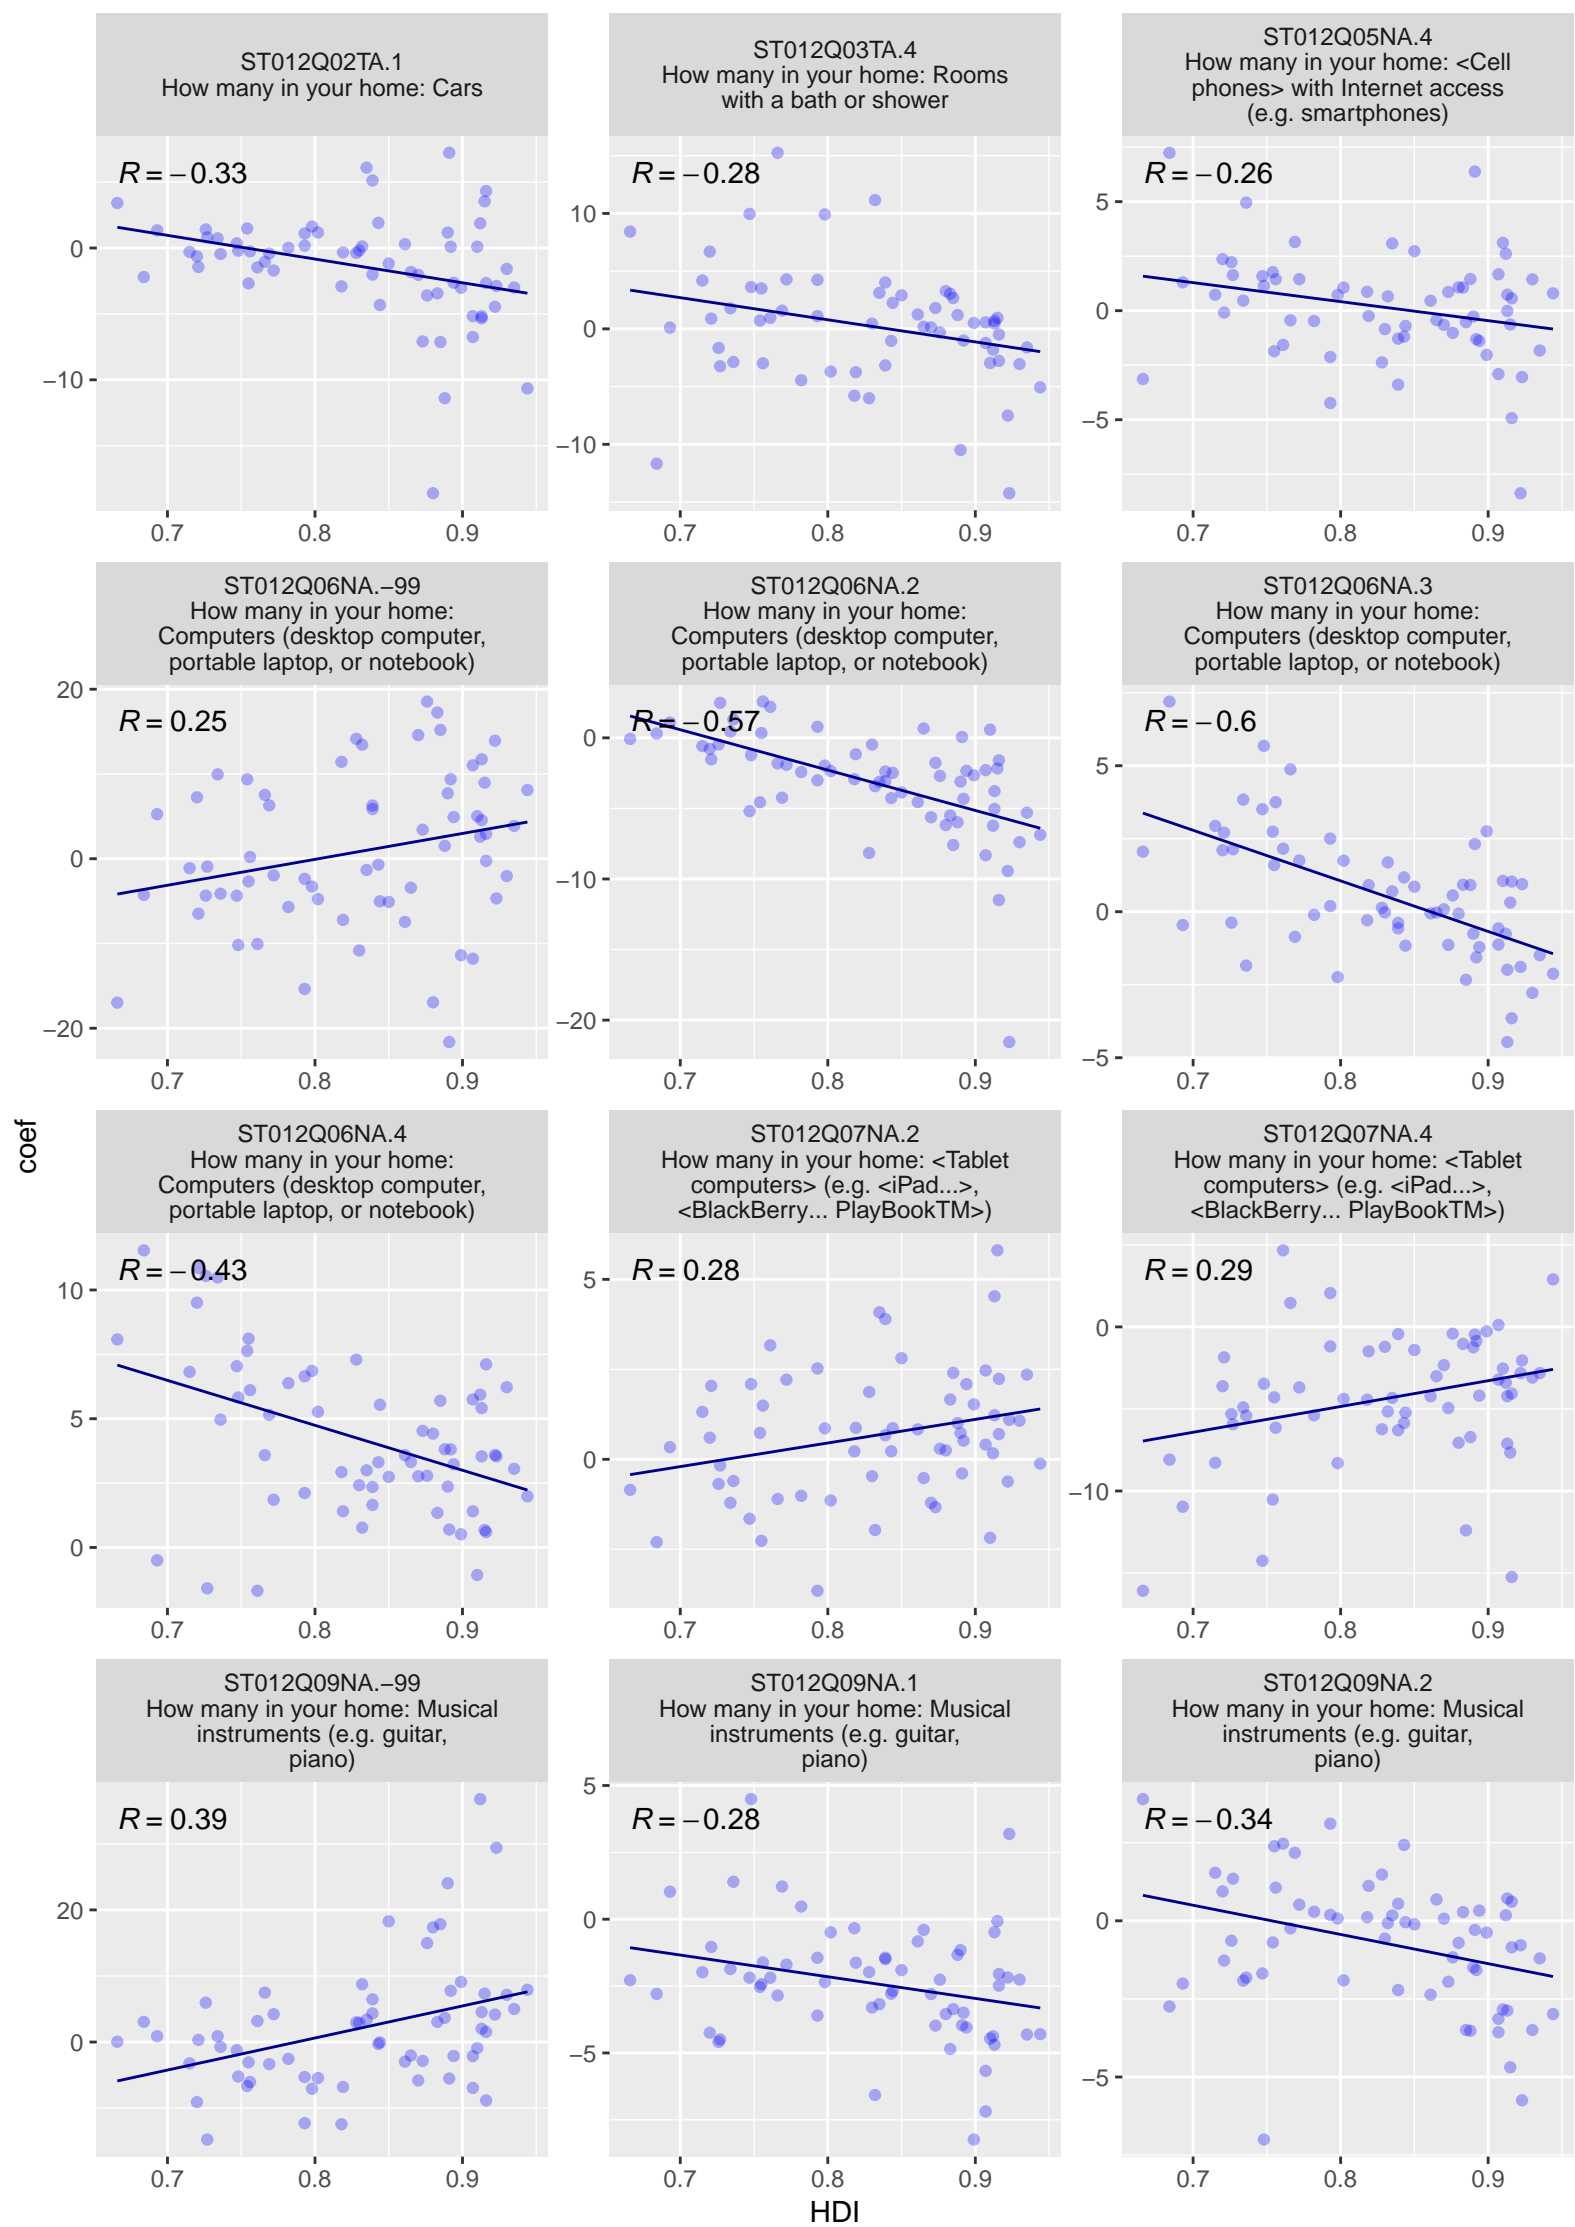 ST012Q02TA.1
How many in your home: Cars
R = −0.33
0
−10
0.7 0.8 0.9
ST012Q03TA.4
How many in your home: Rooms
with a bath or shower
R = −0.28
10
0
−10
0.7 0.8 0.9
ST012Q05NA.4
How many in your home: <Cell
phones> with Internet access
(e.g. smartphones)
R = −0.26
5
0
−5
0.7 0.8 0.9
ST012Q06NA.−99
How many in your home:
Computers (desktop computer,
portable laptop, or notebook)
R = 0.25
20
0
−20
0.7 0.8 0.9
ST012Q06NA.2
How many in your home:
Computers (desktop computer,
portable laptop, or notebook)
R = −0.57
0
−10
−20
0.7 0.8 0.9
ST012Q06NA.3
How many in your home:
Computers (desktop computer,
portable laptop, or notebook)
R = −0.6
5
0
−5
0.7 0.8 0.9
coef
ST012Q06NA.4
How many in your home:
Computers (desktop computer,
portable laptop, or notebook)
R = −0.43
10
5
0
0.7 0.8 0.9
ST012Q07NA.2
How many in your home: <Tablet
computers> (e.g. <iPad...>,
<BlackBerry... PlayBookTM>)
R = 0.28
5
0
0.7 0.8 0.9
ST012Q07NA.4
How many in your home: <Tablet
computers> (e.g. <iPad...>,
<BlackBerry... PlayBookTM>)
R = 0.29
0
−10
0.7 0.8 0.9
ST012Q09NA.−99
How many in your home: Musical
instruments (e.g. guitar,
piano)
R = 0.39
20
0
0.7 0.8 0.9
ST012Q09NA.1
How many in your home: Musical
instruments (e.g. guitar,
piano)
R = −0.28
5
0
−5
0.7 0.8 0.9
ST012Q09NA.2
How many in your home: Musical
instruments (e.g. guitar,
piano)
R = −0.34
0
−5
0.7 0.8 0.9
HDI